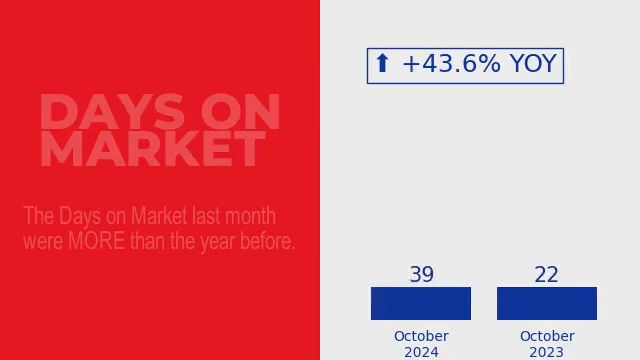 DAYS ON
MARKET
The Days on Market last month
were MORE than the year before.
⬆ +43.6% YOY
39
22
October
2024
October
2023